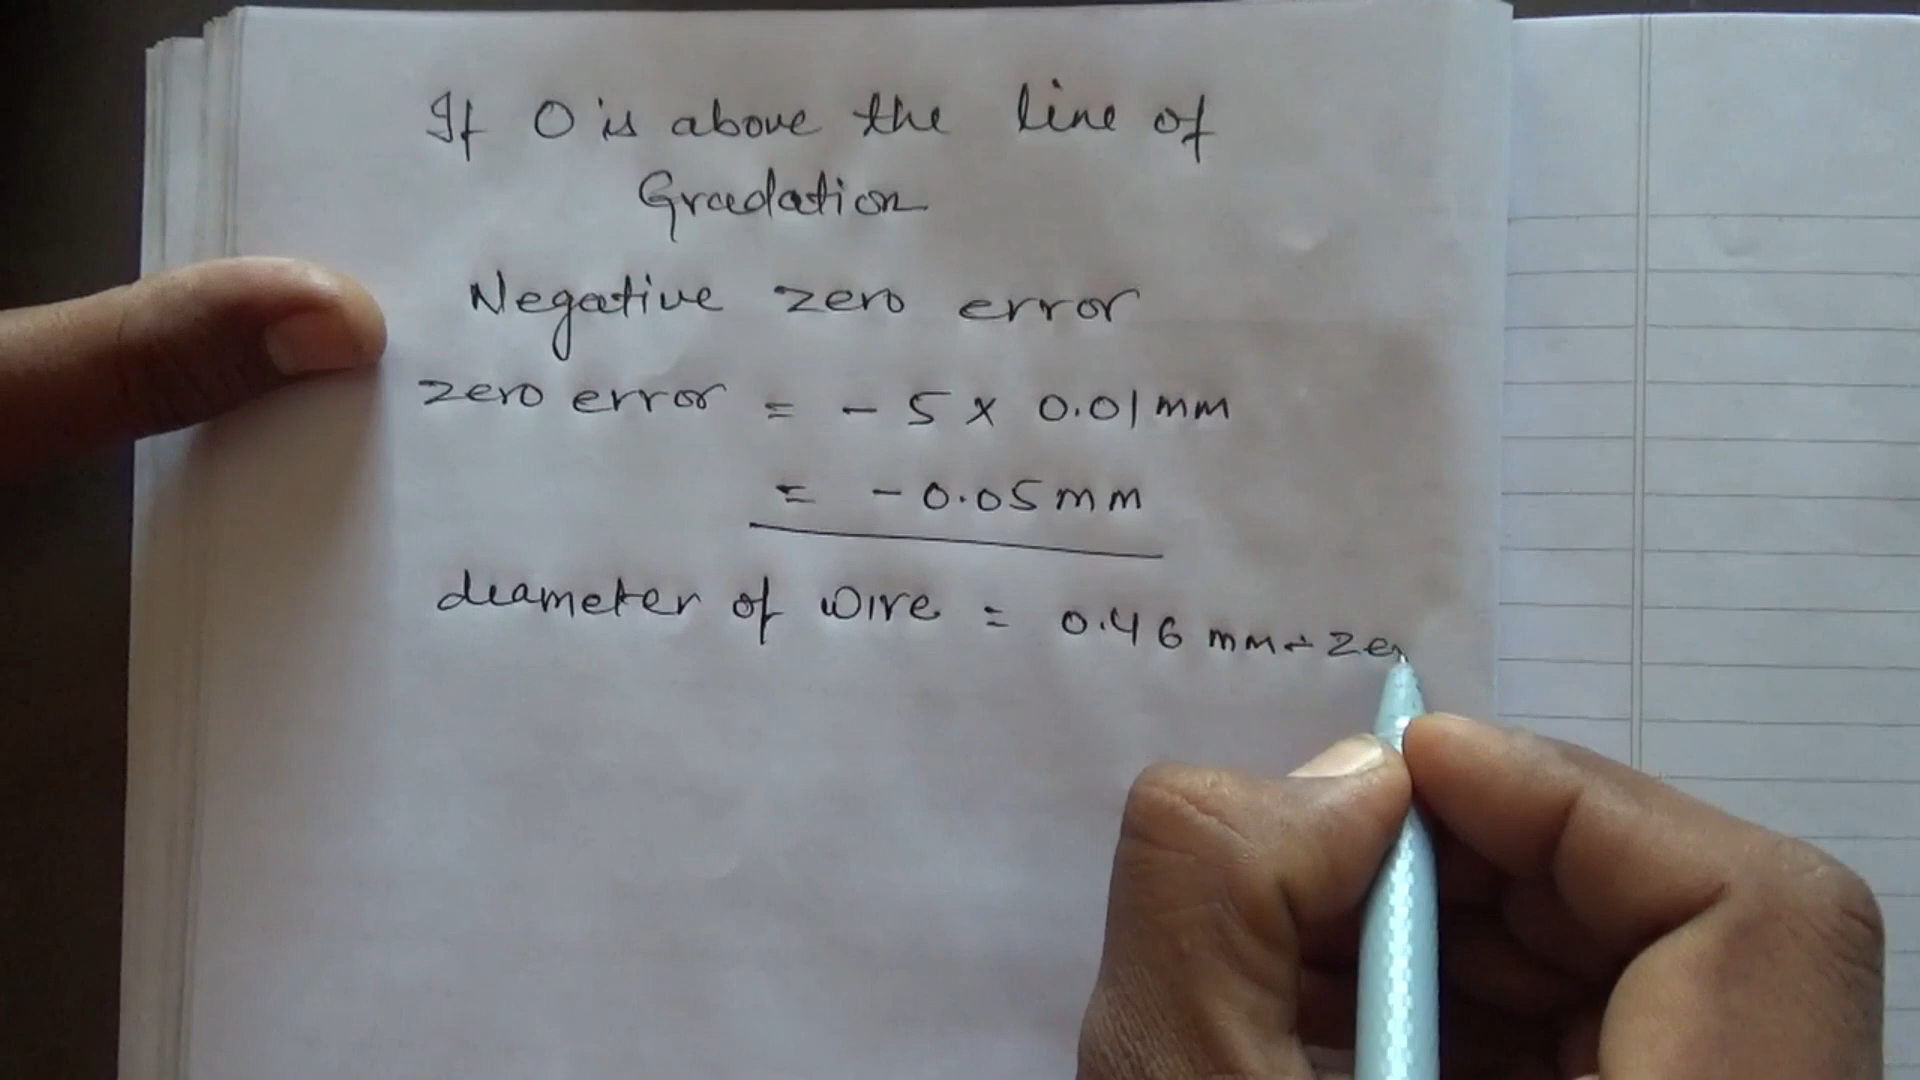 If 0 is above the line of
Gradation
Negative zero error
zero error = - 5 x 0.01 mm
= - 0.05 mm
diameter of wire = 0.46 mm - zer